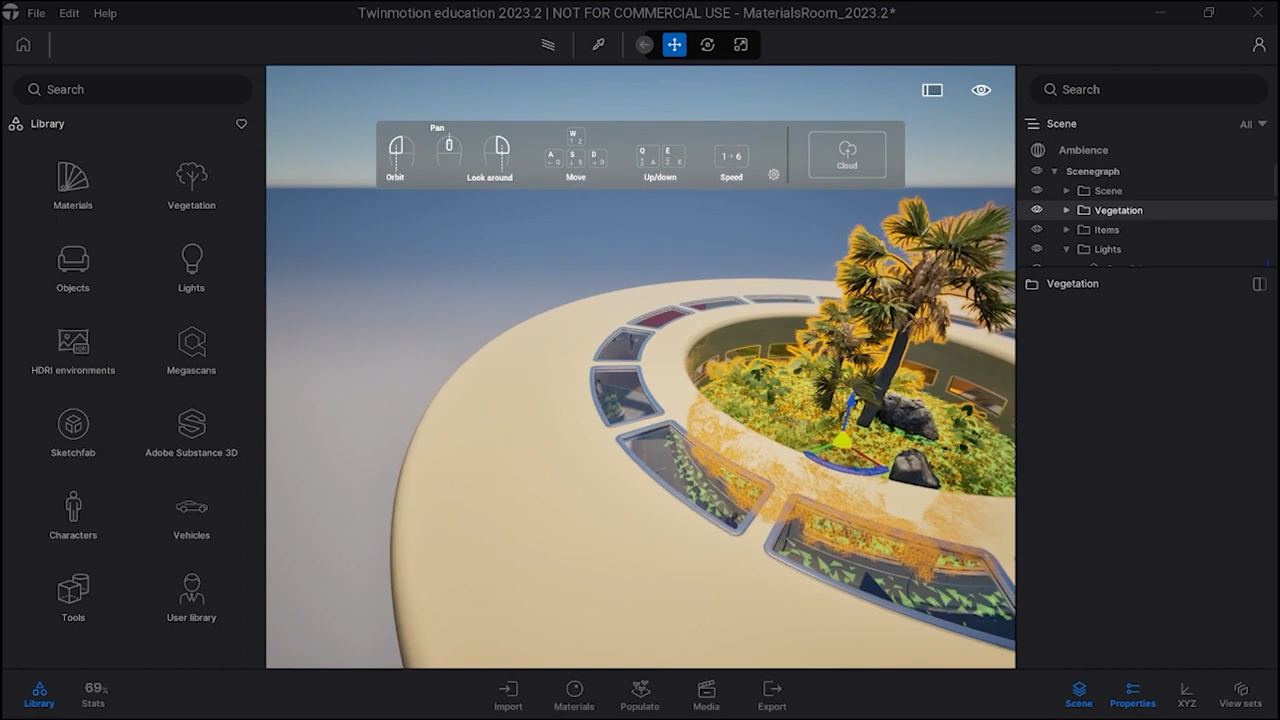 File Edit Help
Twinmotion education 2023.2 | NOT FOR COMMERCIAL USE - MaterialsRoom_2023.2*
Search
Library
Materials
Vegetation
Objects
Lights
HDRI environments
Megascans
Sketchfab
Adobe Substance 3D
Characters
Vehicles
Tools
User library
Pan
Orbit
Look around
W
A S D
Move
Q E
Up/down
1 → 6
Speed
Cloud
Search
Scene
All
Ambience
Scenegraph
Scene
Vegetation
Items
Lights
Vegetation
Library
69%
Stats
Import
Materials
Populate
Media
Export
Scene
Properties
XYZ
View sets